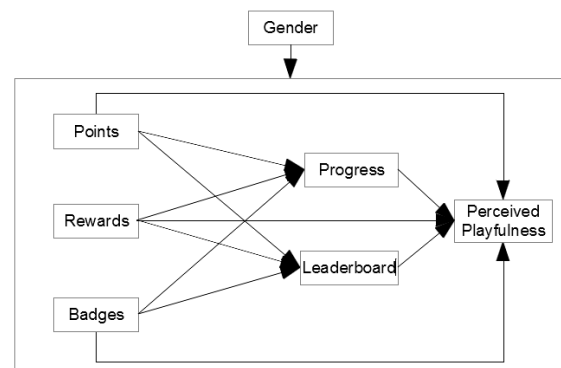 Gender
Points
Progress
Rewards
Perceived
Playfulness
Leaderboard
Badges